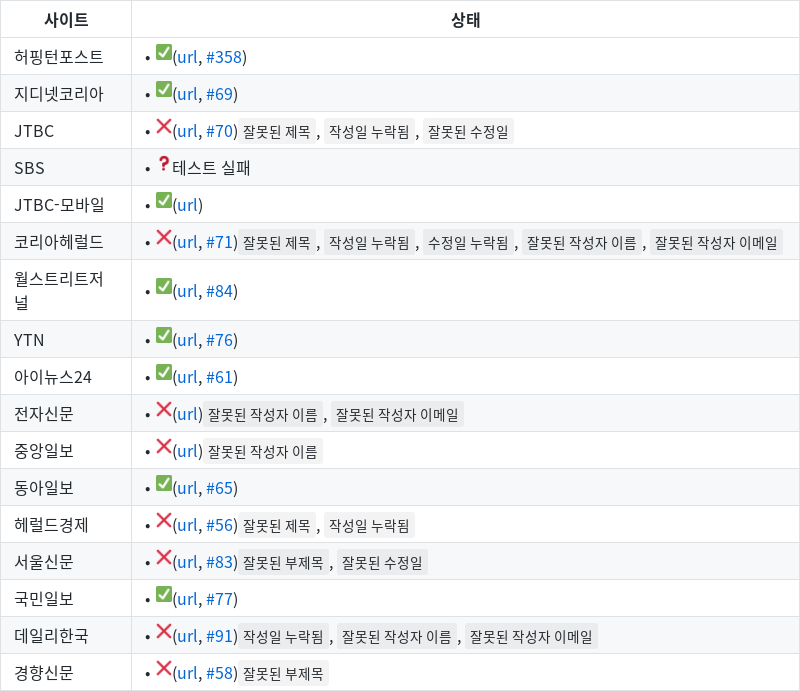 사이트 상태
허핑턴포스트 • ✅(url, #358)
지디넷코리아 • ✅(url, #69)
JTBC • ❌(url, #70) 잘못된 제목 , 작성일 누락됨 , 잘못된 수정일
SBS • ❓테스트 실패
JTBC-모바일 • ✅(url)
코리아헤럴드 • ❌(url, #71) 잘못된 제목 , 작성일 누락됨 , 수정일 누락됨 , 잘못된 작성자 이름 , 잘못된 작성자 이메일
월스트리트저
널 • ✅(url, #84)
YTN • ✅(url, #76)
아이뉴스24 • ✅(url, #61)
전자신문 • ❌(url) 잘못된 작성자 이름 , 잘못된 작성자 이메일
중앙일보 • ❌(url) 잘못된 작성자 이름
동아일보 • ✅(url, #65)
헤럴드경제 • ❌(url, #56) 잘못된 제목 , 작성일 누락됨
서울신문 • ❌(url, #83) 잘못된 부제목 , 잘못된 수정일
국민일보 • ✅(url, #77)
데일리한국 • ❌(url, #91) 작성일 누락됨 , 잘못된 작성자 이름 , 잘못된 작성자 이메일
경향신문 • ❌(url, #58) 잘못된 부제목